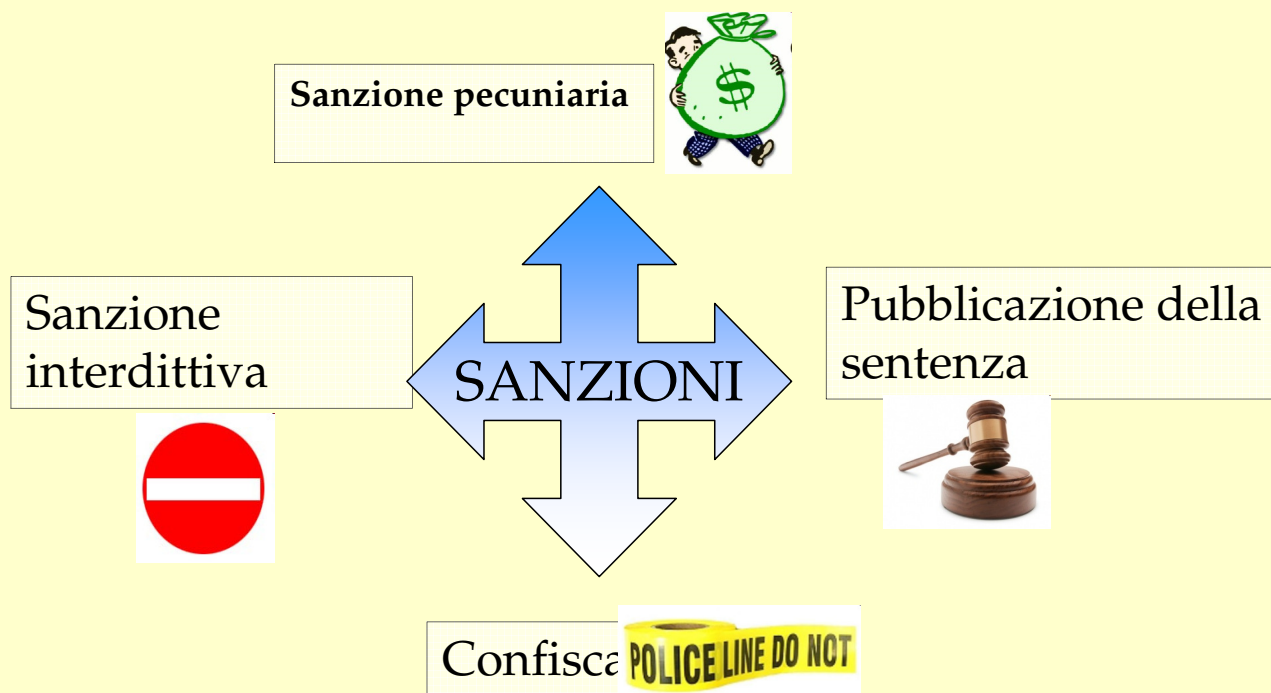 Sanzione pecuniaria
$
Sanzione
interdittiva
SANZIONI
Pubblicazione della
sentenza
Confisca
POLICE LINE DO NOT